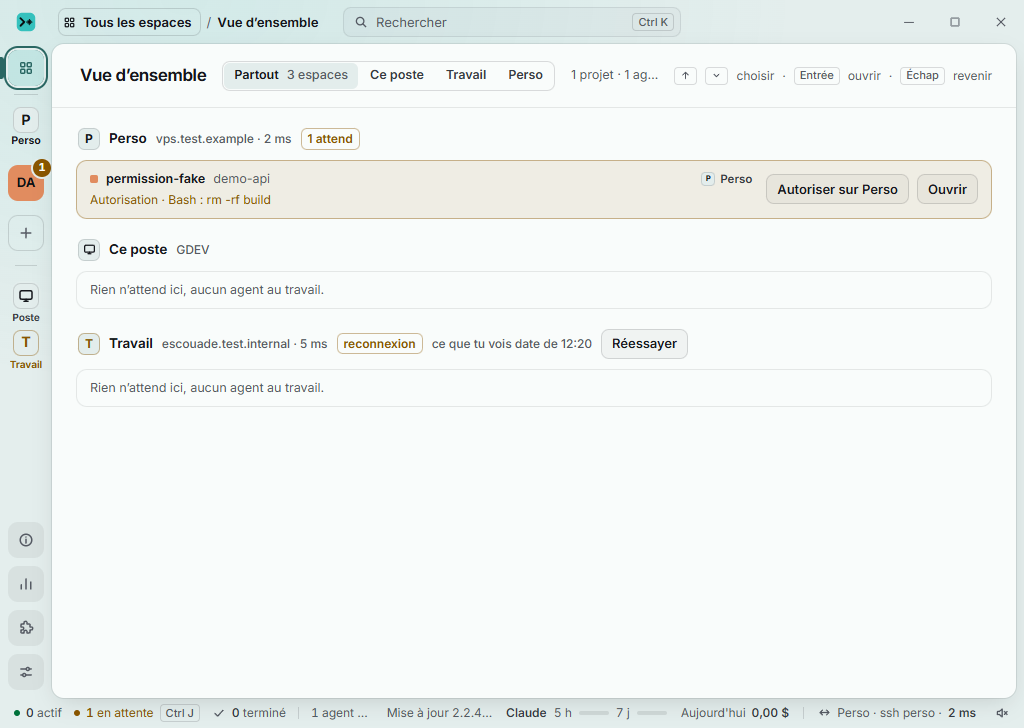 Tous les espaces / Vue d’ensemble
Rechercher Ctrl K
Vue d’ensemble Partout 3 espaces Ce poste Travail Perso 1 projet · 1 ag… ↑ choisir · Entrée ouvrir · Échap revenir
P
Perso
DA 1
+
Poste
T
Travail
P Perso vps.test.example · 2 ms 1 attend
permission-fake demo-api P Perso Autoriser sur Perso Ouvrir
Autorisation · Bash : rm -rf build
Ce poste GDEV
Rien n’attend ici, aucun agent au travail.
T Travail escouade.test.internal · 5 ms reconnexion ce que tu vois date de 12:20 Réessayer
Rien n’attend ici, aucun agent au travail.
0 actif 1 en attente Ctrl J 0 terminé 1 agent … Mise à jour 2.2.4… Claude 5 h 7 j Aujourd'hui 0,00 $ Perso · ssh perso · 2 ms